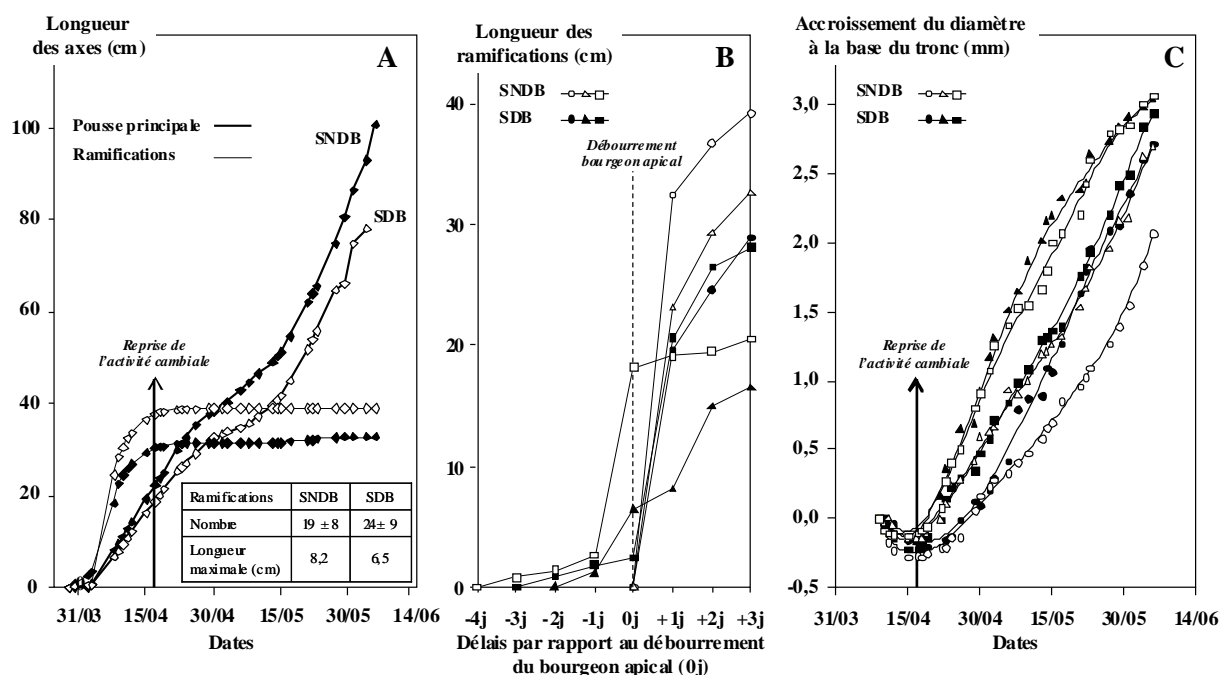 Longueur
des axes (cm)
A
100
80
60
40
20
0
Pousse principale
Ramifications
SNDB
SDB
Reprise de
l'activité cambiale
Ramifications SNDB SDB
Nombre 19 ± 8 24± 9
Longueur
maximale (cm) 8,2 6,5
31/03 15/04 30/04 15/05 30/05 14/06
Dates
Longueur des
ramifications (cm)
B
SNDB
SDB
40
30
20
10
0
Débourrement
bourgeon apical
-4j -3j -2j -1j 0j +1j +2j +3j
Délais par rapport au débourrement
du bourgeon apical (0j)
Accroissement du diamètre
à la base du tronc (mm)
C
SNDB
SDB
3,0
2,5
2,0
1,5
1,0
0,5
0,0
-0,5
Reprise de
l'activité cambiale
31/03 15/04 30/04 15/05 30/05 14/06
Dates